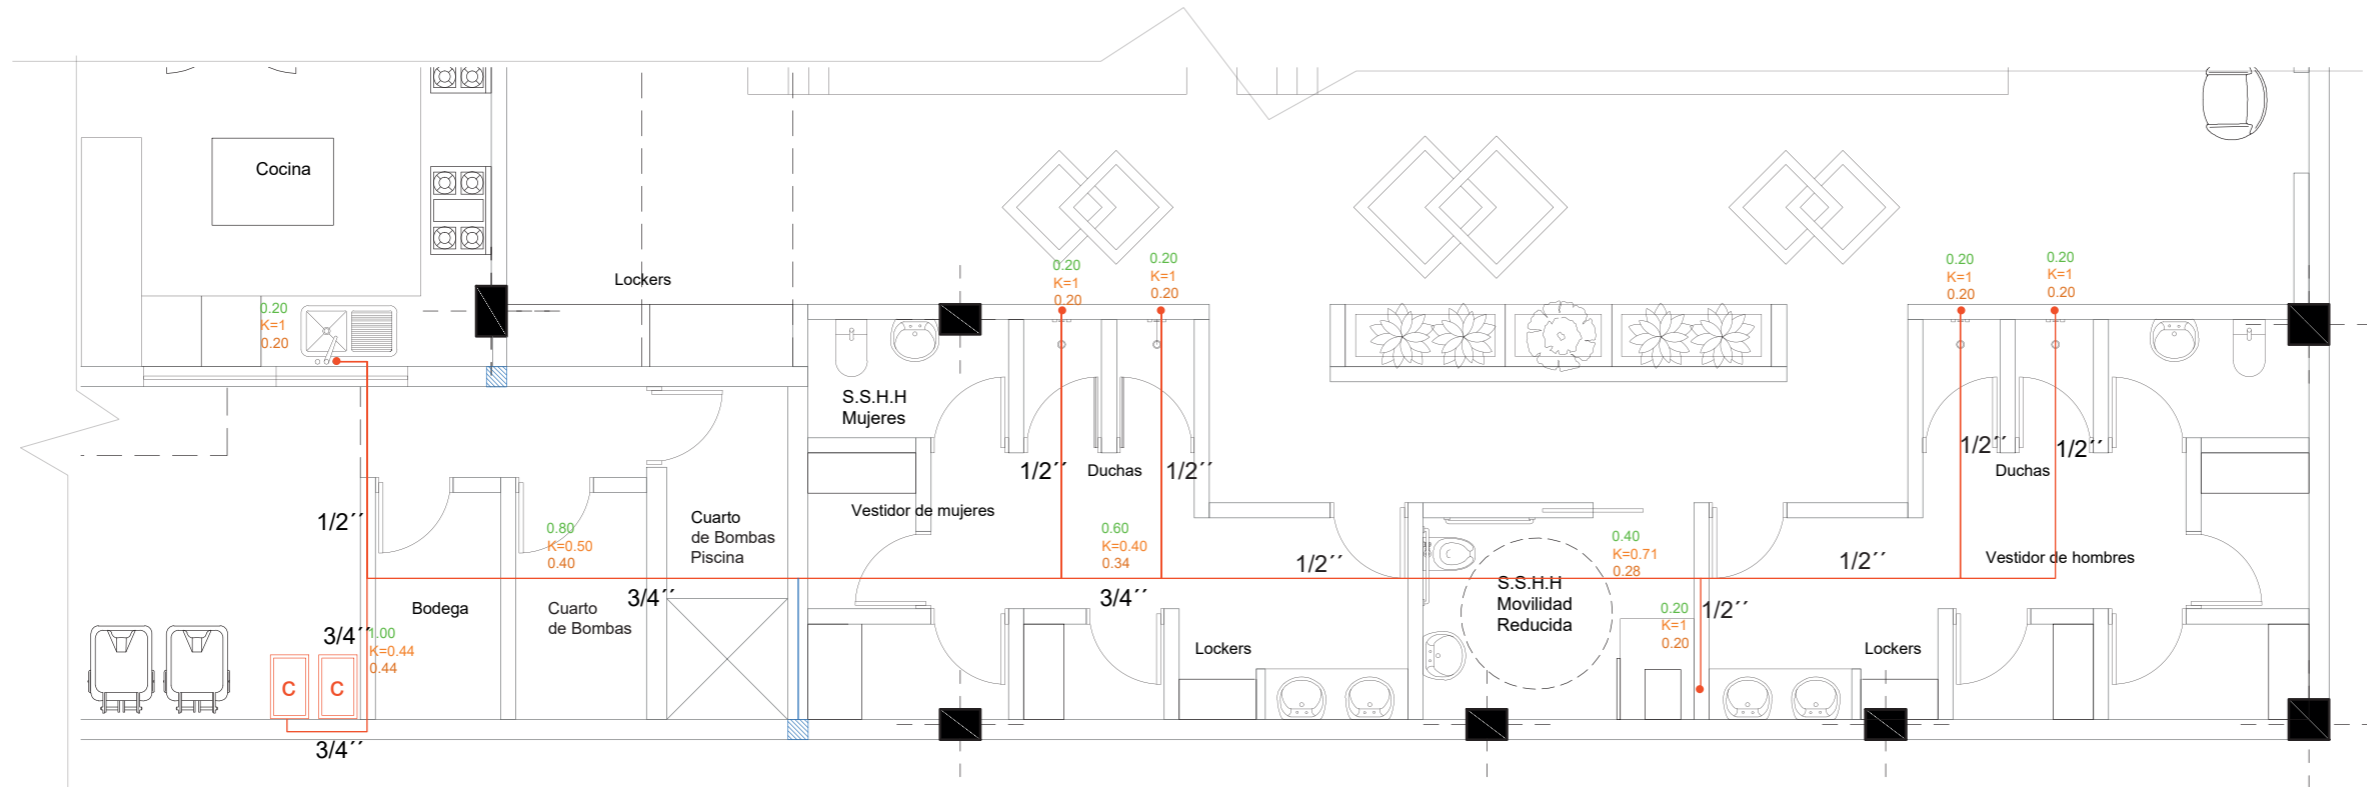 Cocina
Lockers
0.20
K=1
0.20
0.20
K=1
0.20
0.20
K=1
0.20
0.20
K=1
0.20
0.20
K=1
0.20
S.S.H.H
Mujeres
1/2´´
Duchas
1/2´´
1/2´´
1/2´´
Duchas
1/2´´
0.80
K=0.50
0.40
Cuarto
de Bombas
Piscina
Vestidor de mujeres
0.60
K=0.40
0.34
1/2´´
0.40
K=0.71
0.28
1/2´´
Vestidor de hombres
3/4´´
3/4´´
S.S.H.H
Movilidad
Reducida
0.20
K=1
0.20
1/2´´
Bodega
Cuarto
de Bombas
3/4´´
1.00
K=0.44
0.44
Lockers
Lockers
C
C
3/4´´